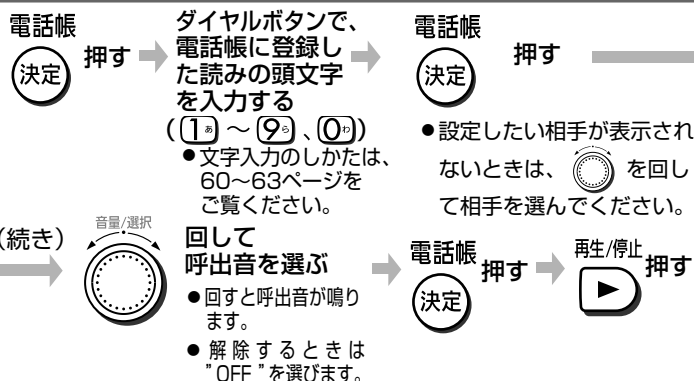 電話帳
決定
押す
ダイヤルボタンで、
電話帳に登録し
た読みの頭文字
を入力する
(1あ ～ 9ら 、0わ)
●文字入力のしかたは、
60～63ページを
ご覧ください。
電話帳
決定
押す
●設定したい相手が表示され
ないときは、 を回し
て相手を選んでください。
(続き)
音量/選択
回して
呼出音を選ぶ
●回すと呼出音が鳴り
ます。
●解除するときは
”OFF”を選びます。
電話帳
決定
押す
再生/停止
押す